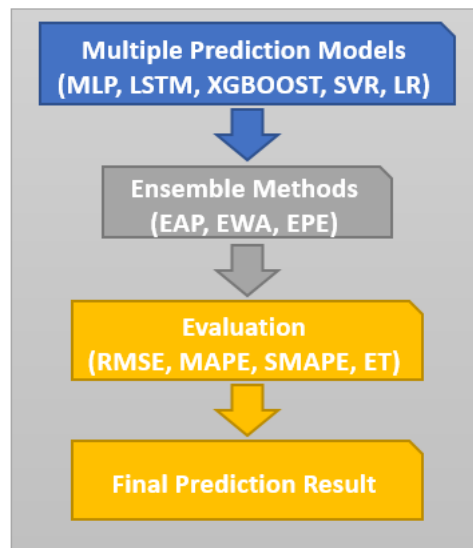 Multiple Prediction Models
(MLP, LSTM, XGBOOST, SVR, LR)
Ensemble Methods
(EAP, EWA, EPE)
Evaluation
(RMSE, MAPE, SMAPE, ET)
Final Prediction Result